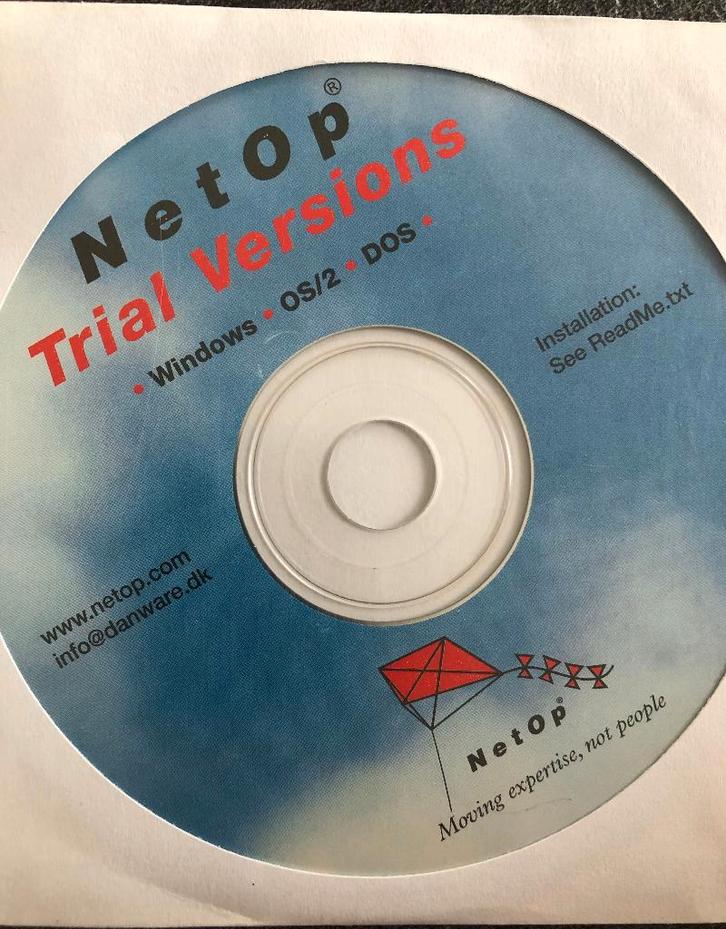 NetOp®
Trial Versions
• Windows • OS/2 • DOS •
Installation:
See ReadMe.txt
www.netop.com
info@danware.dk
NetOp®
Moving expertise, not people